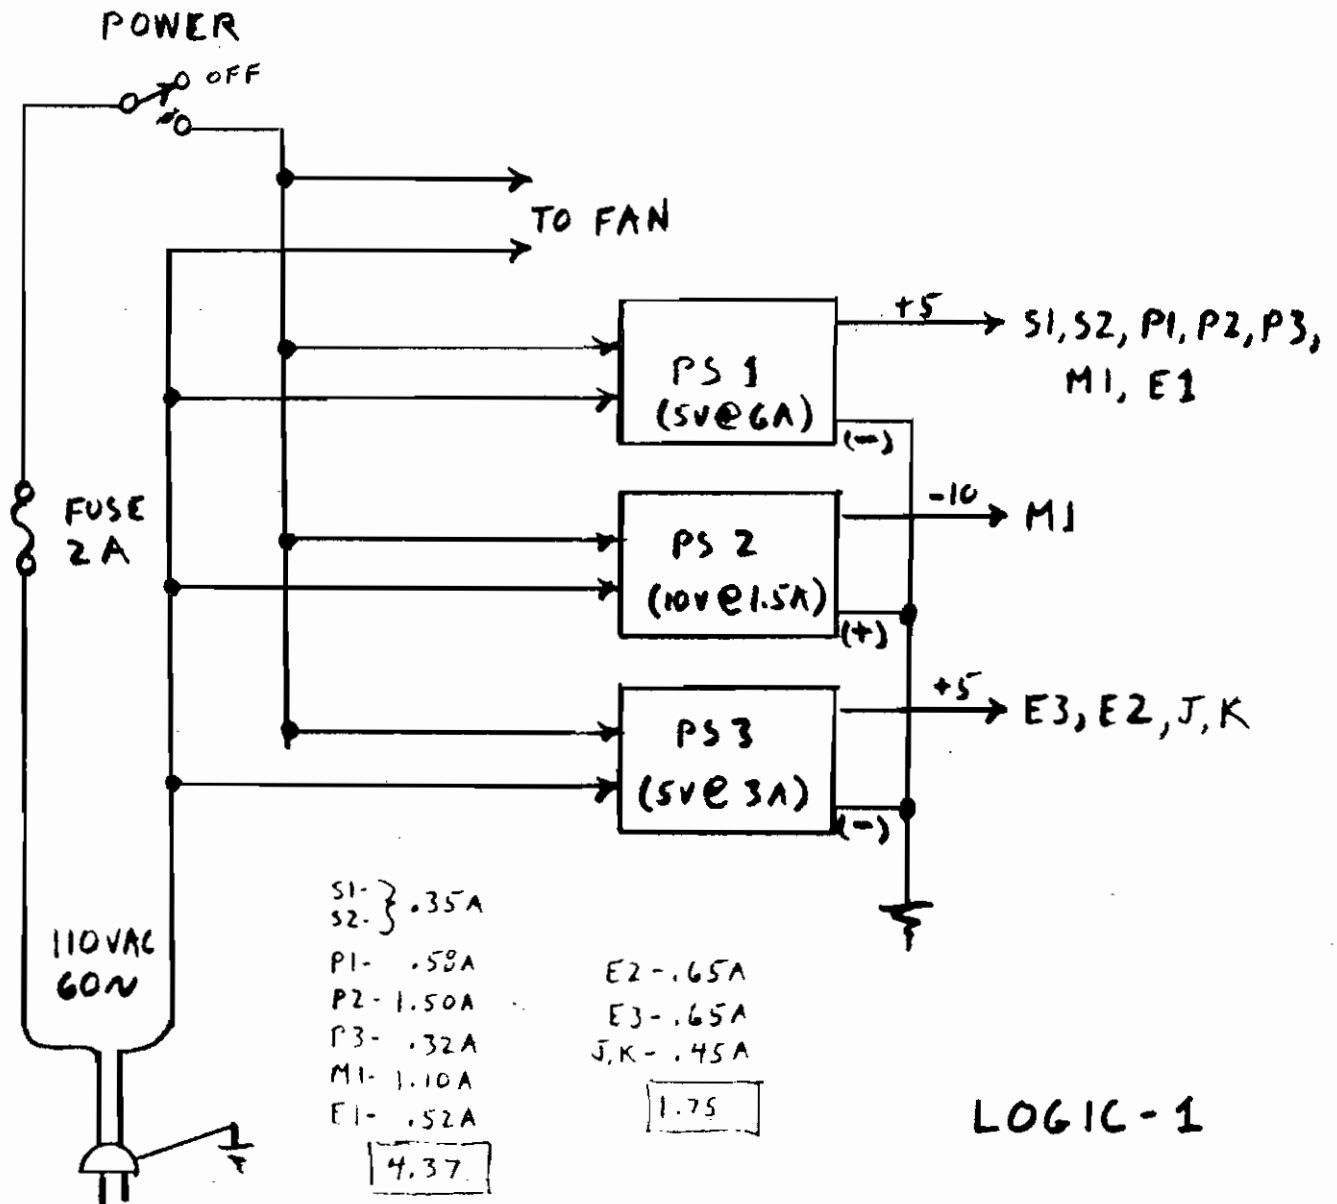 POWER
OFF
TO FAN
+5
S1, S2, P1, P2, P3,
M1, E1
PS 1
(5V@6A)
(-)
FUSE
2A
-10
M1
PS 2
(10V@1.5A)
(+)
+5
E3, E2, J, K
PS 3
(5V@3A)
(-)
110VAC
60~
S1- } .35A
S2-
P1- .58A
P2- 1.50A
P3- .32A
M1- 1.10A
E1- .52A
4.37
E2-.65A
E3-.65A
J,K-.45A
1.75
LOGIC-1